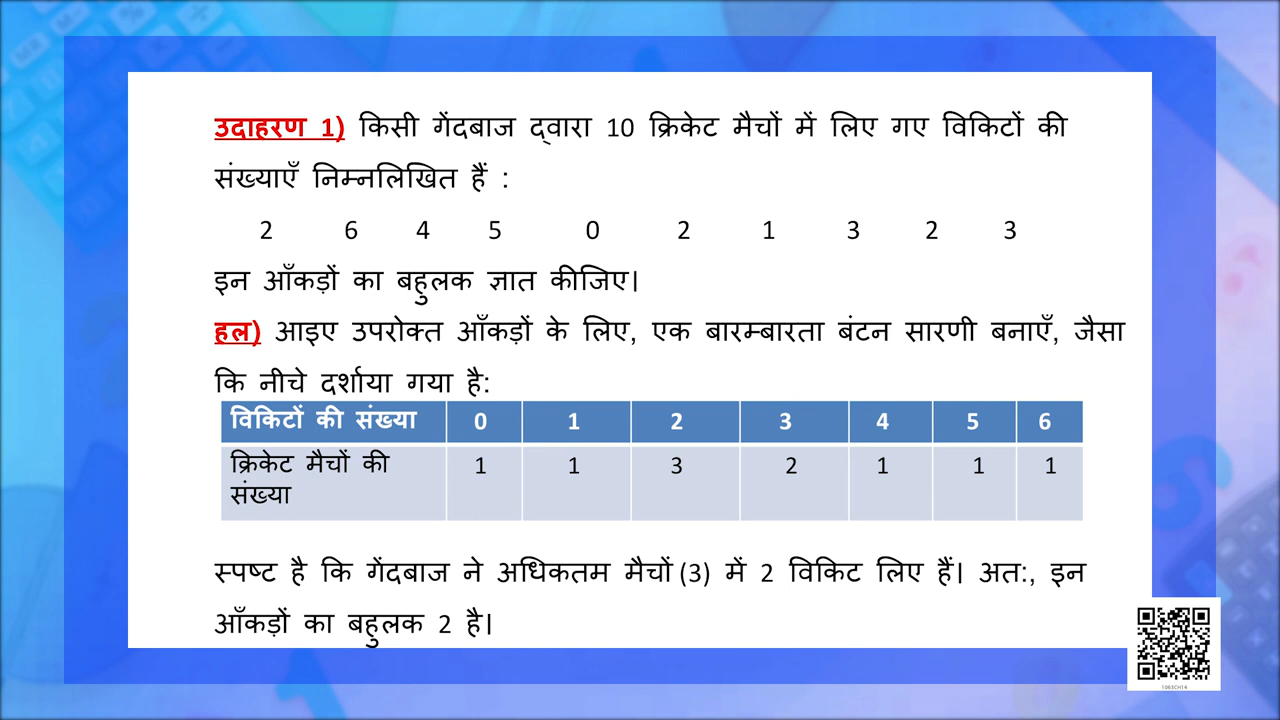 उदाहरण 1) किसी गेंदबाज द्वारा 10 क्रिकेट मैचों में लिए गए विकिटों की
संख्याएँ निम्नलिखित हैं :
2 6 4 5 0 2 1 3 2 3
इन आँकड़ों का बहुलक ज्ञात कीजिए।
हल) आइए उपरोक्त आँकड़ों के लिए, एक बारम्बारता बंटन सारणी बनाएँ, जैसा
कि नीचे दर्शाया गया है:
विकिटों की संख्या 0 1 2 3 4 5 6
क्रिकेट मैचों की 1 1 3 2 1 1 1
संख्या
स्पष्ट है कि गेंदबाज ने अधिकतम मैचों (3) में 2 विकिट लिए हैं। अत:, इन
आँकड़ों का बहुलक 2 है।
1063CH14